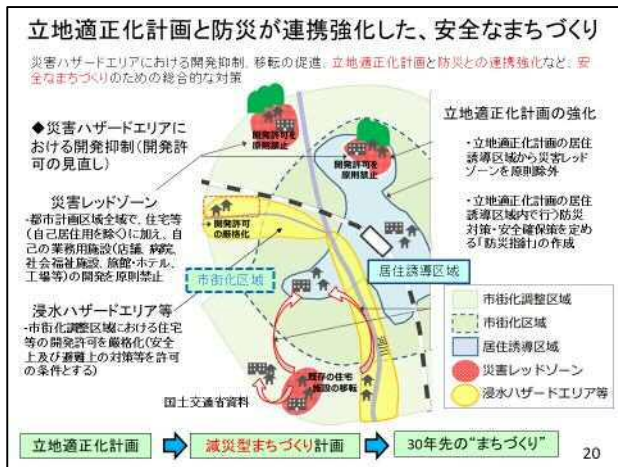 立地適正化計画と防災が連携強化した、安全なまちづくり
災害ハザードエリアにおける開発抑制、移転の促進、立地適正化計画と防災との連携強化など、安
全なまちづくりのための総合的な対策
◆災害ハザードエリアに
おける開発抑制(開発許
可の見直し)
災害レッドゾーン
-都市計画区域全域で、住宅等
(自己居住用を除く)に加え、自
己の業務用施設(店舗、病院、
社会福祉施設、旅館・ホテル、
工場等)の開発を原則禁止
浸水ハザードエリア等
-市街化調整区域における住宅
等の開発許可を厳格化(安全
上及び避難上の対策等を許可
の条件とする)
国土交通省資料
開発許可を
原則禁止
開発許可を
原則禁止
開発許可
の厳格化
市街化区域
居住誘導区域
河川
既存の住宅
施設の移転
立地適正化計画の強化
・立地適正化計画の居住
誘導区域から災害レッド
ゾーンを原則除外
・立地適正化計画の居住
誘導区域内で行う防災
対策・安全確保策を定め
る「防災指針」の作成
市街化調整区域
市街化区域
居住誘導区域
災害レッドゾーン
浸水ハザードエリア等
立地適正化計画
減災型まちづくり計画
30年先の"まちづくり"
20